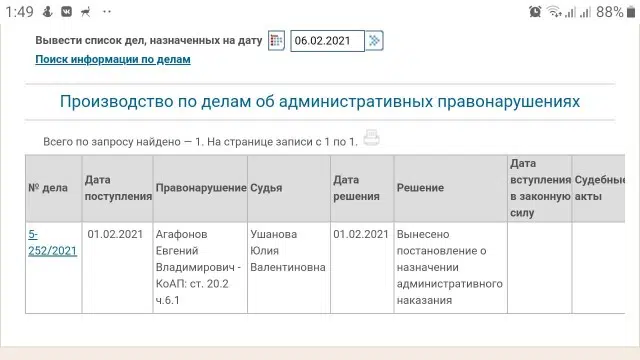 1:49
88%
Вывести список дел, назначенных на дату 06.02.2021
Поиск информации по делам
Производство по делам об административных правонарушениях
Всего по запросу найдено — 1. На странице записи с 1 по 1.
№ дела
Дата
поступления
Правонарушение
Судья
Дата
решения
Решение
Дата
вступления
в законную
силу
Судебные
акты
5-
252/2021
01.02.2021
Агафонов
Евгений
Владимирович -
КоАП: ст. 20.2
ч.6.1
Ушанова
Юлия
Валентиновна
01.02.2021
Вынесено
постановление о
назначении
административного
наказания